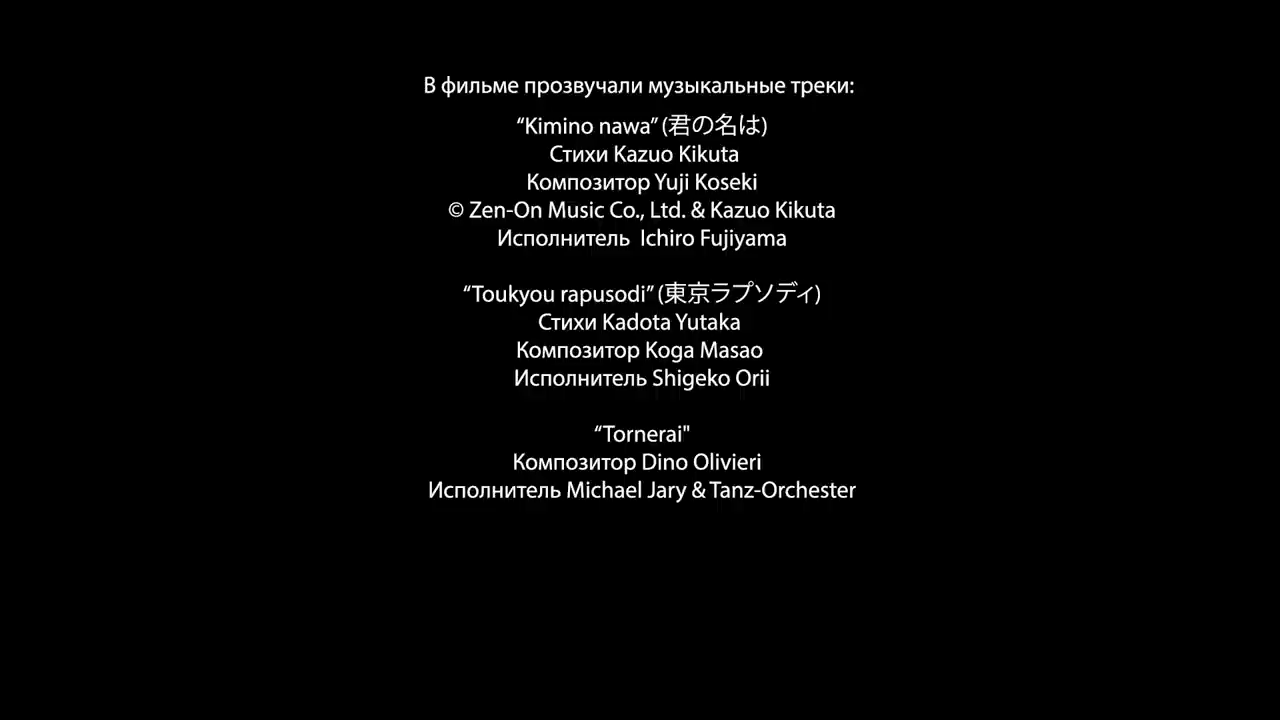 В фильме прозвучали музыкальные треки:
“Kimino nawa” (君の名は)
Стихи Kazuo Kikuta
Композитор Yuji Koseki
© Zen-On Music Co., Ltd. & Kazuo Kikuta
Исполнитель  Ichiro Fujiyama
“Toukyou rapusodi” (東京ラプソディ)
Стихи Kadota Yutaka
Композитор Koga Masao
Исполнитель Shigeko Orii
“Tornerai"
Композитор Dino Olivieri
Исполнитель Michael Jary & Tanz-Orchester